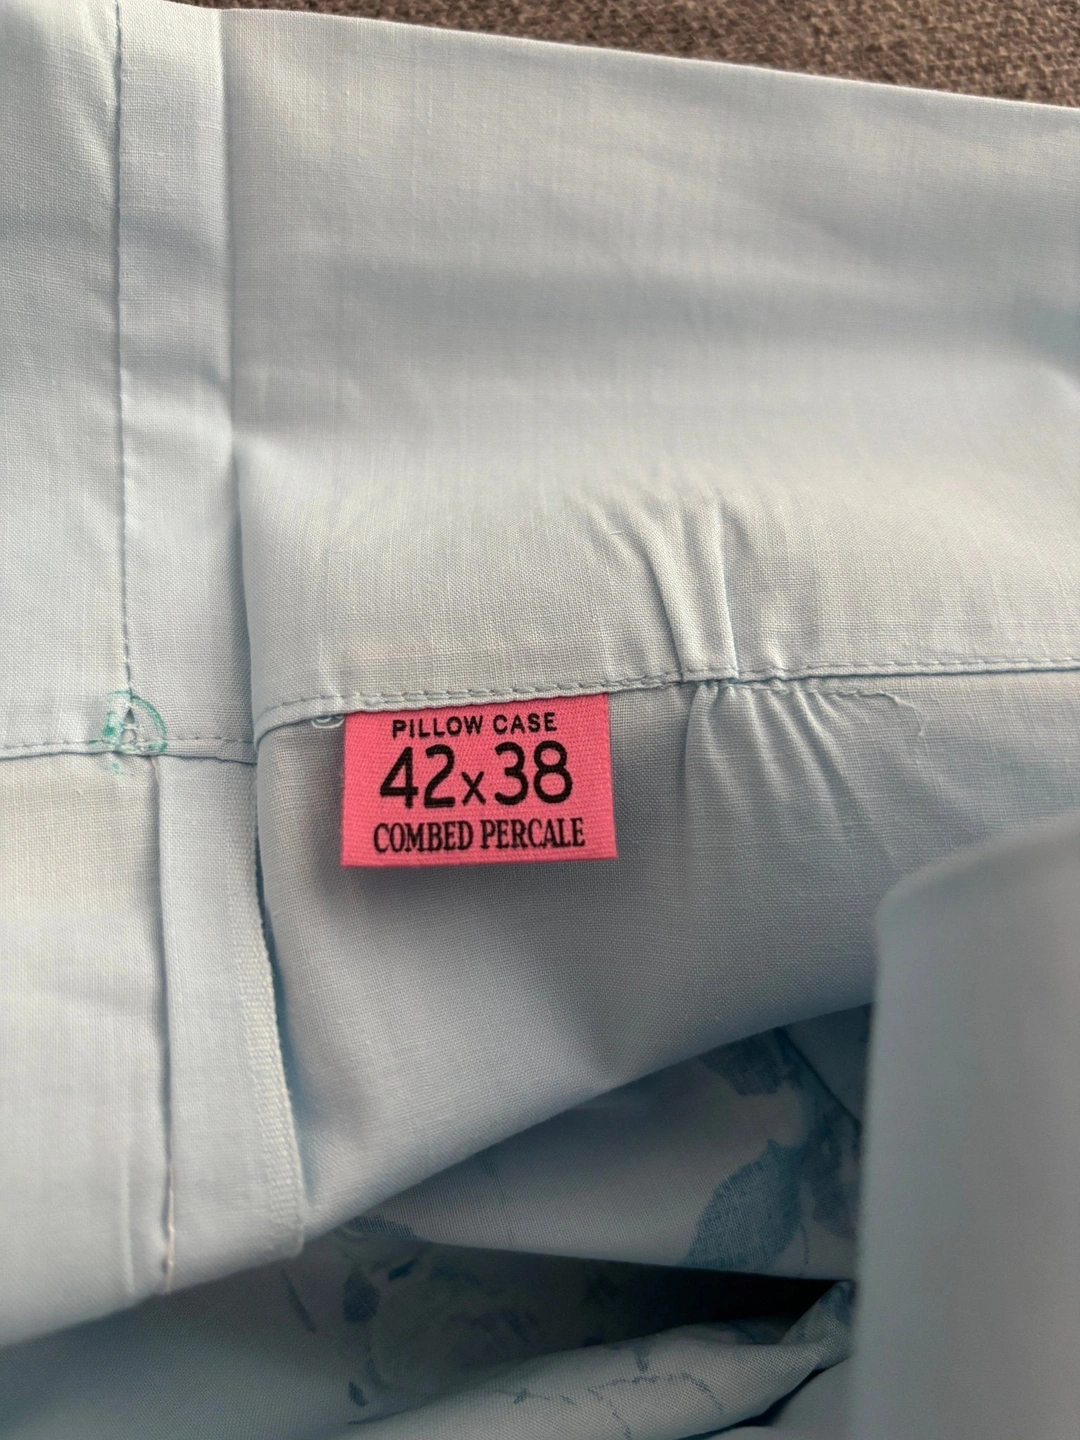 PILLOW CASE
42x38
COMBED PERCALE